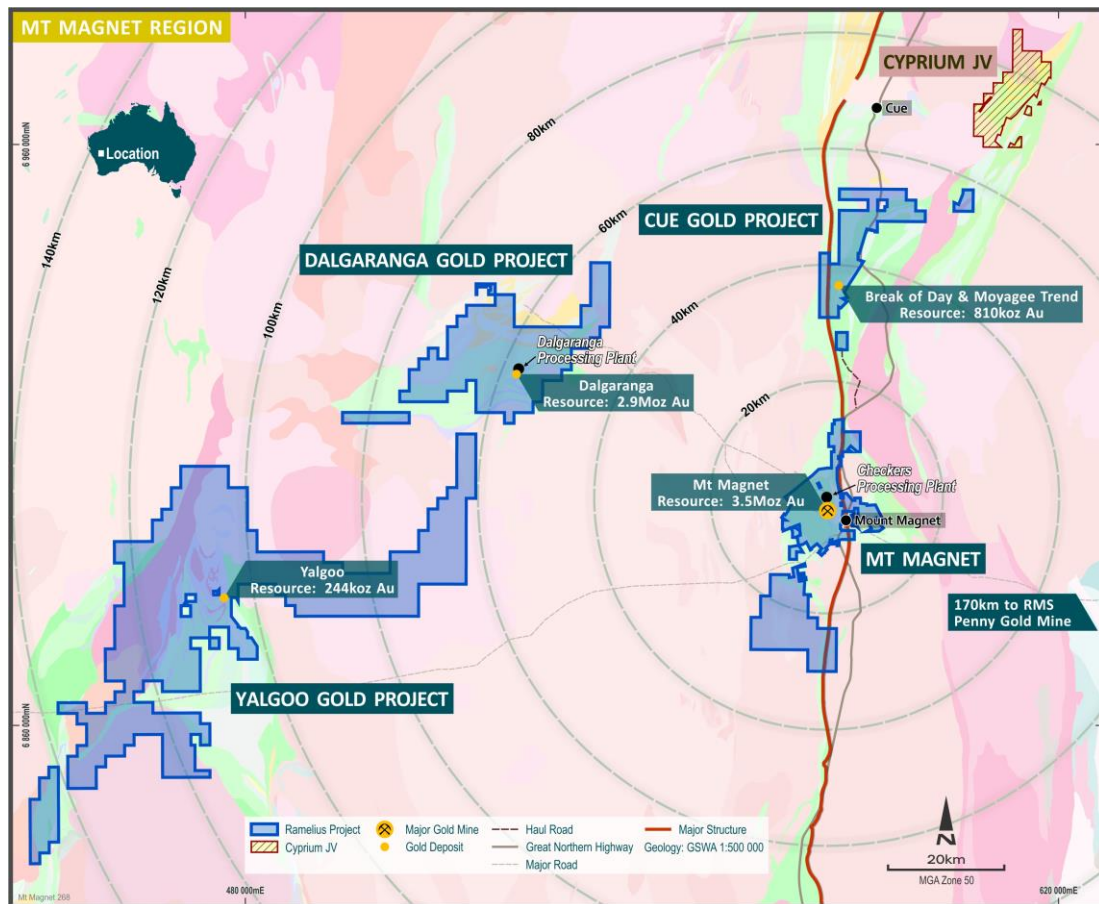 MT MAGNET REGION
CYPRIUM JV
Cue
80km
6 960 000mN
Location
140km
120km
100km
60km
40km
20km
CUE GOLD PROJECT
DALGARANGA GOLD PROJECT
Break of Day & Moyagee Trend
Resource: 810koz Au
Dalgaranga
Processing Plant
Dalgaranga
Resource: 2.9Moz Au
Mt Magnet
Resource: 3.5Moz Au
Checkers
Processing Plant
Mount Magnet
MT MAGNET
Yalgoo
Resource: 244koz Au
170km to RMS
Penny Gold Mine
YALGOO GOLD PROJECT
6 860 000mN
Ramelius Project
Cyprium JV
Major Gold Mine
Gold Deposit
Haul Road
Great Northern Highway
Major Road
Major Structure
Geology: GSWA 1:500 000
N
20km
MGA Zone 50
Mt Magnet 268
480 000mE
620 000mE